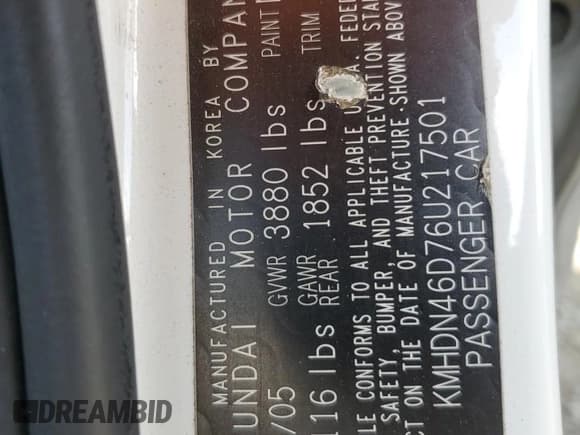 MANUFACTURED IN KOREA BY
UNDAI MOTOR COMPAN
/05 GVWR 3880 lbs PAINT
116 lbs GAWR REAR 1852 lbs TRIM
LE CONFORMS TO ALL APPLICABLE U A. FEDER
SAFETY, BUMPER, AND THEFT PREVENTION STA
CT ON THE DATE OF MANUFACTURE SHOWN ABOV
KMHDN46D76U217501
PASSENGER CAR
DREAMBID